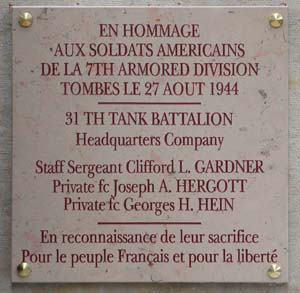 EN HOMMAGE
AUX SOLDATS AMERICAINS
DE LA 7TH ARMORED DIVISION
TOMBES LE 27 AOUT 1944
31 TH TANK BATTALION
Headquarters Company
Staff Sergeant Clifford L. GARDNER
Private fc Joseph A. HERGOTT
Private fc Georges H. HEIN
En reconnaissance de leur sacrifice
Pour le peuple Français et pour la liberté